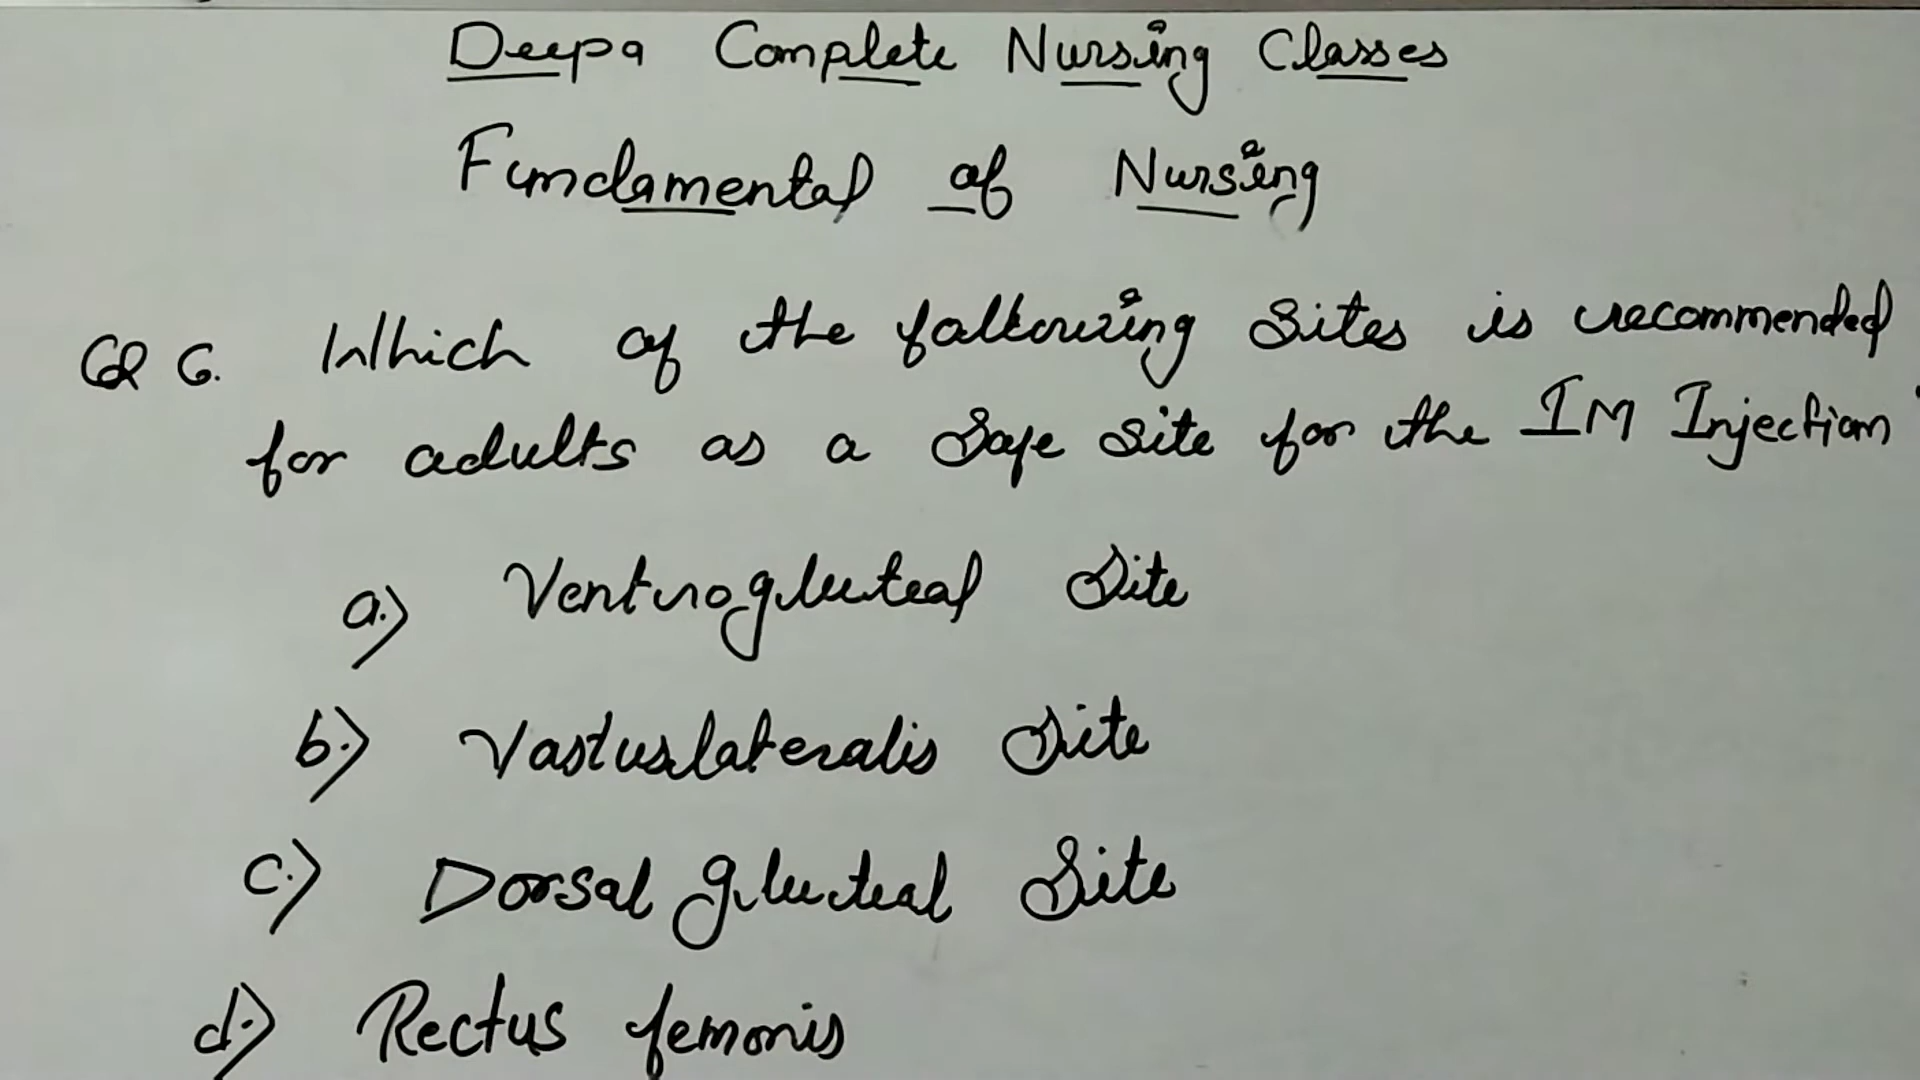 Deepa Complete Nursing Classes
Fundamental of Nursing
Q 6. Which of the following Sites is recommended
for adults as a Safe site for the IM Injection
a.) Ventrogluteal Site
b.) Vastuslateralis Site
c.) Dorsal gluteal Site
d.) Rectus femoris